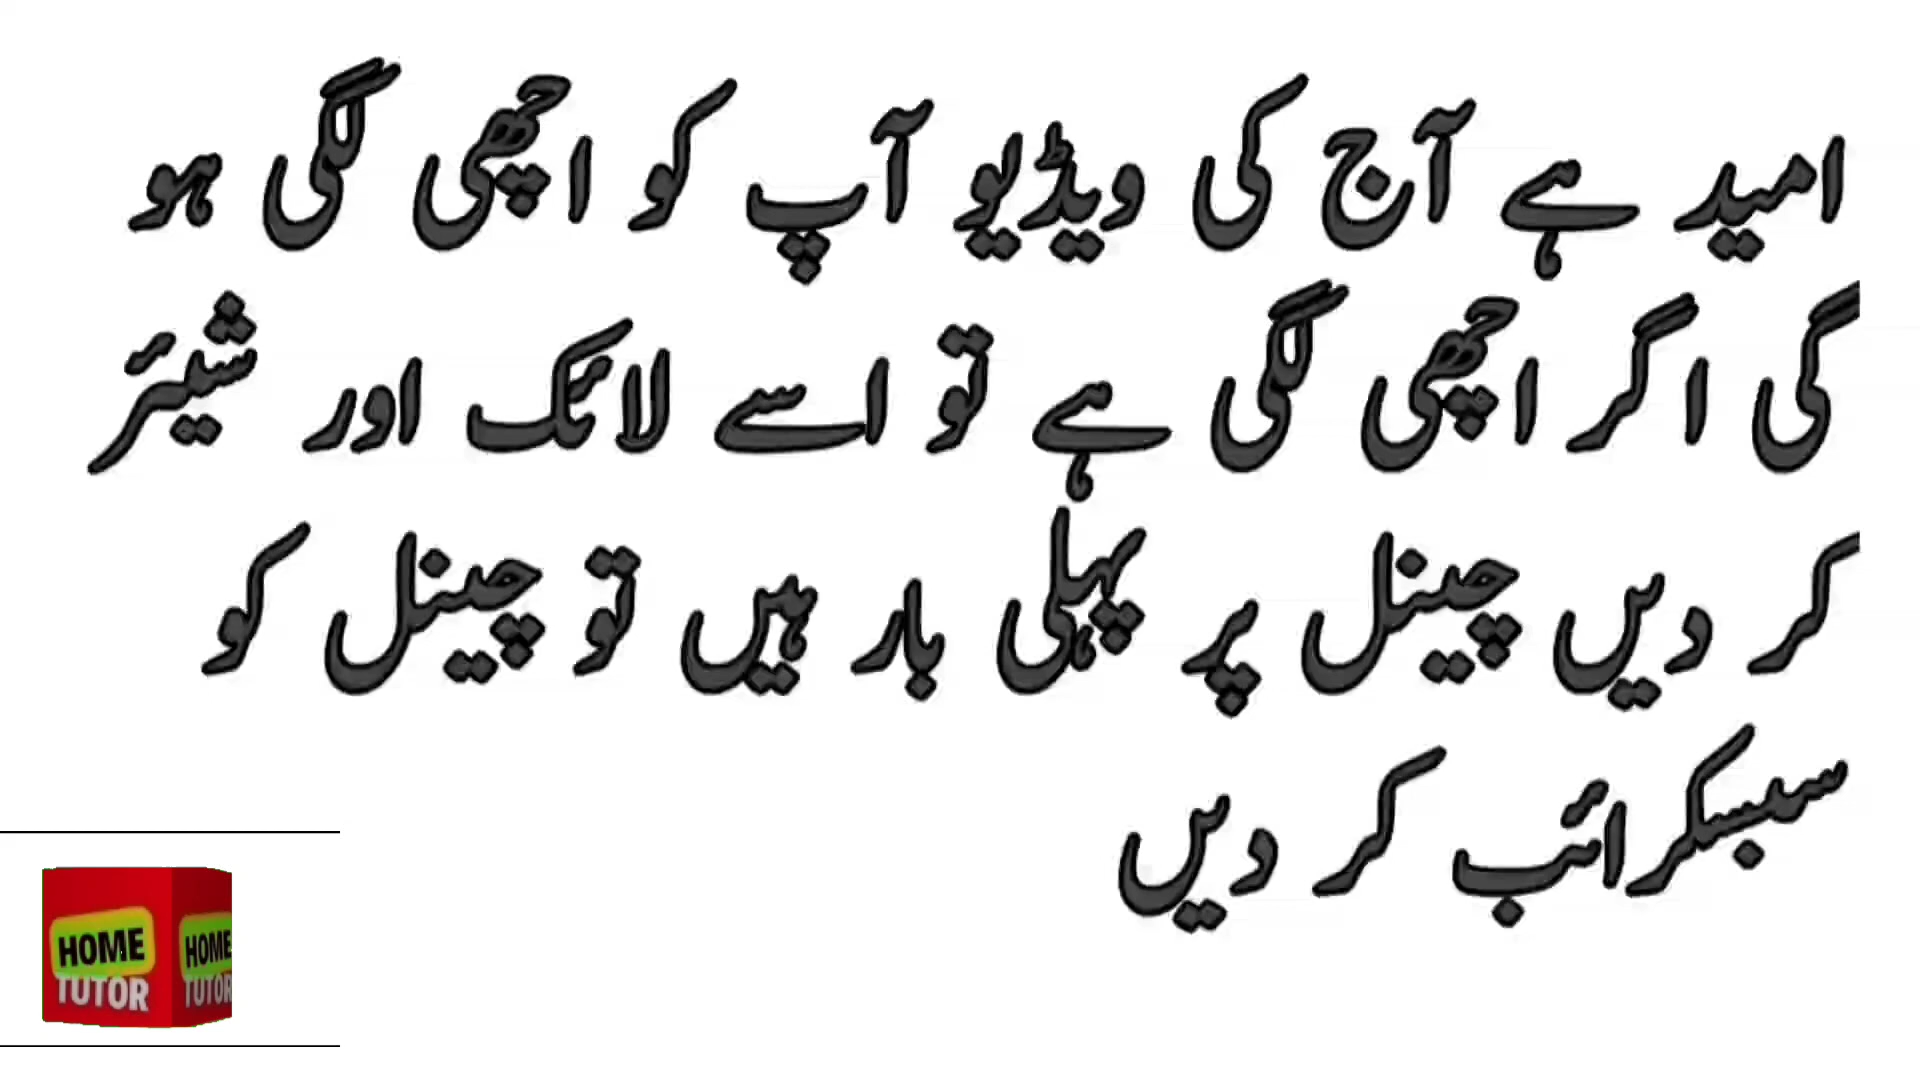 امید ہے آج کی ویڈیو آپ کو اچھی لگی ہو
گی اگر اچھی لگی ہے تو اسے لائک اور شیئر
کر دیں چینل پر پہلی بار ہیں تو چینل کو
سبسکرائب کر دیں
HOME HOME
TUTOR TUTOR